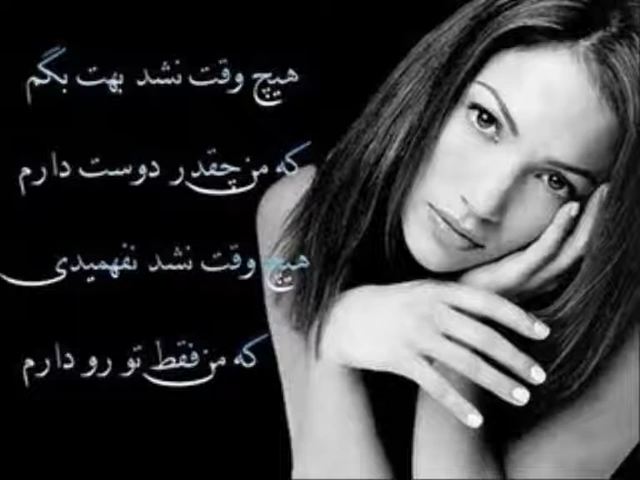 هیچ وقت نشد بهت بگم
که من چقدر دوست دارم
هیچ وقت نشد نفهمیدی
که من فقط تو رو دارم